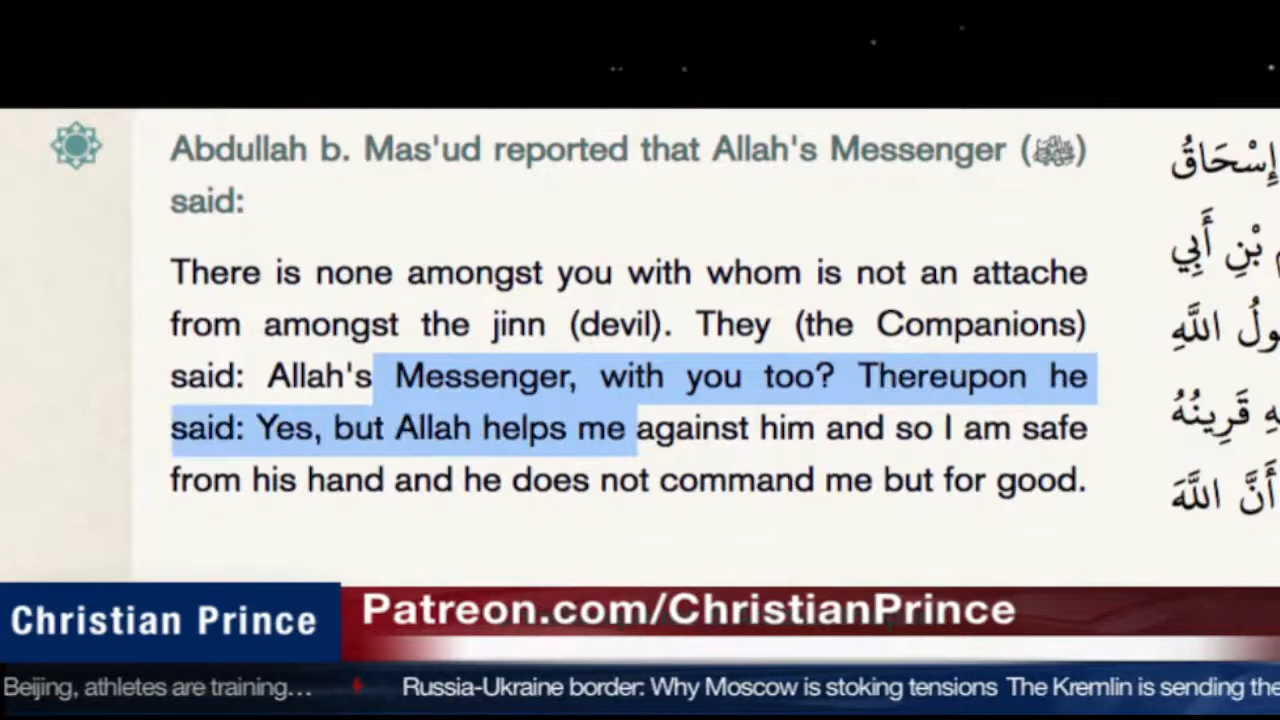 Abdullah b. Mas'ud reported that Allah's Messenger (ﷺ)
said:
There is none amongst you with whom is not an attache
from amongst the jinn (devil). They (the Companions)
said: Allah's Messenger, with you too? Thereupon he
said: Yes, but Allah helps me against him and so I am safe
from his hand and he does not command me but for good.
إِسْحَاقُ
بْنِ أَبِي
اللَّهِ
قَرِينُهُ
أَنَّ اللَّهَ
Christian Prince
Patreon.com/ChristianPrince
Beijing, athletes are training... Russia-Ukraine border: Why Moscow is stoking tensions The Kremlin is sending the